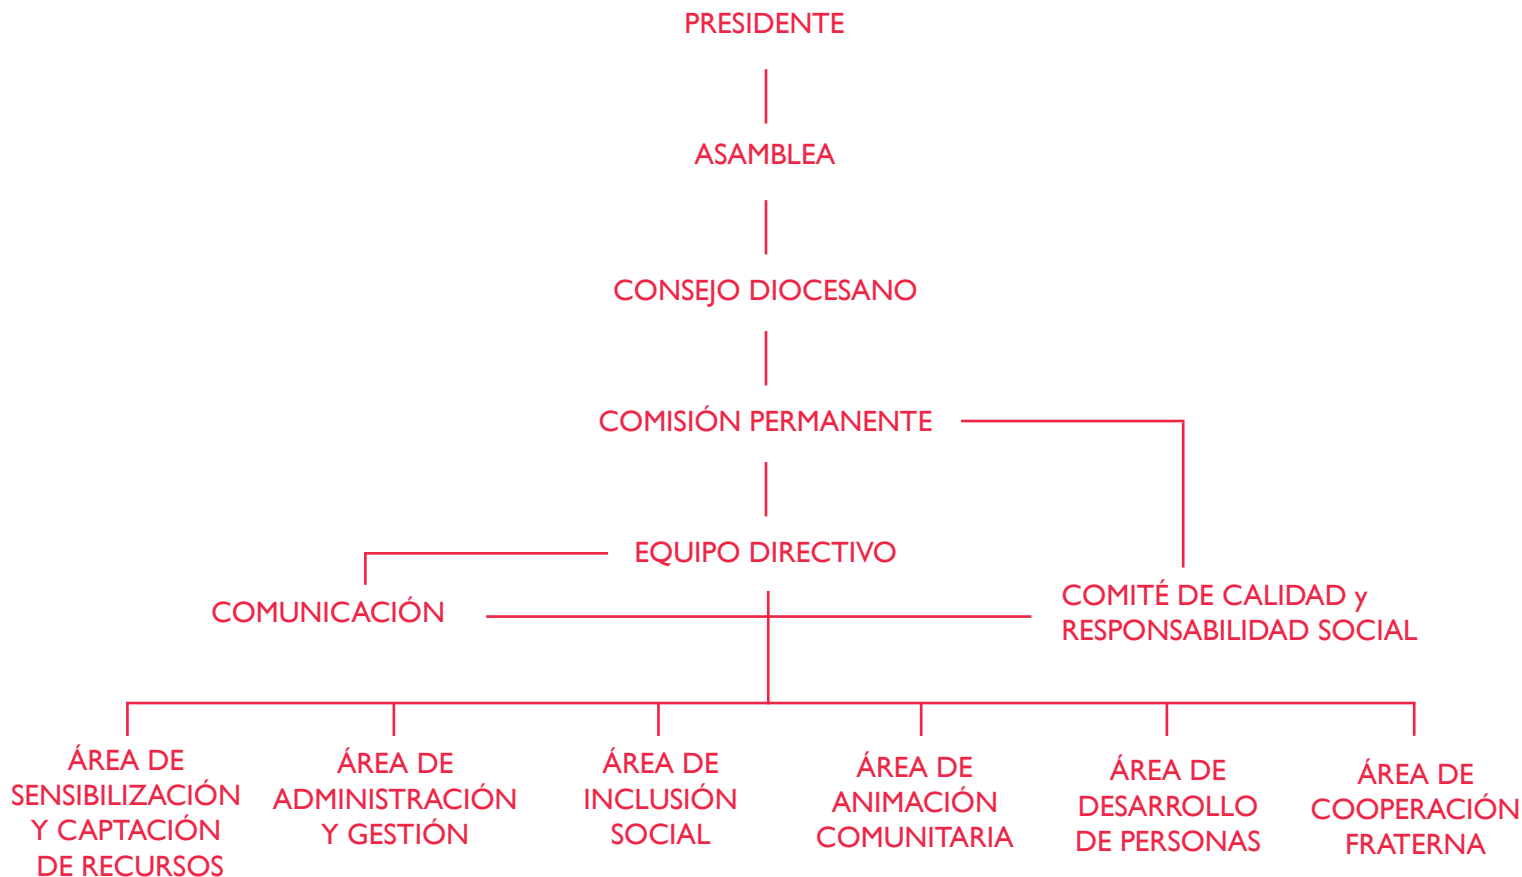 PRESIDENTE
ASAMBLEA
CONSEJO DIOCESANO
COMISIÓN PERMANENTE
EQUIPO DIRECTIVO
COMUNICACIÓN
COMITÉ DE CALIDAD y
RESPONSABILIDAD SOCIAL
ÁREA DE
SENSIBILIZACIÓN
Y CAPTACIÓN
DE RECURSOS
ÁREA DE
ADMINISTRACIÓN
Y GESTIÓN
ÁREA DE
INCLUSIÓN
SOCIAL
ÁREA DE
ANIMACIÓN
COMUNITARIA
ÁREA DE
DESARROLLO
DE PERSONAS
ÁREA DE
COOPERACIÓN
FRATERNA